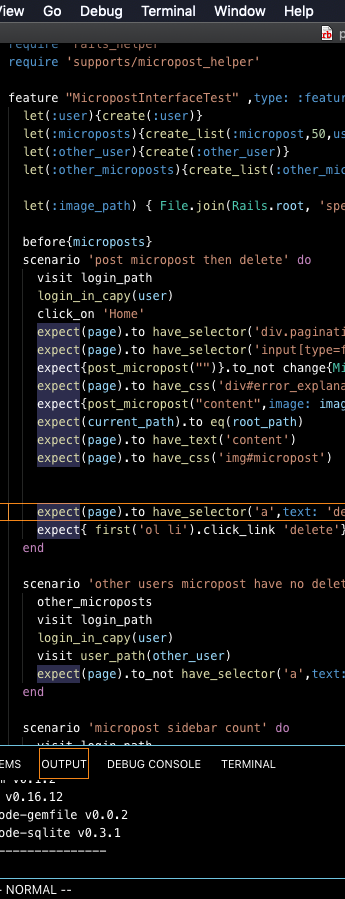 View Go Debug Terminal Window Help
require 'rails_helper'
require 'supports/micropost_helper'
feature "MicropostInterfaceTest" ,type: :featur
let(:user){create(:user)}
let(:microposts){create_list(:micropost,50,us
let(:other_user){create(:other_user)}
let(:other_microposts){create_list(:other_mic
let(:image_path) { File.join(Rails.root, 'spe
before{microposts}
scenario 'post micropost then delete' do
visit login_path
login_in_capy(user)
click_on 'Home'
expect(page).to have_selector('div.paginati
expect(page).to have_selector('input[type=f
expect{post_micropost("")}.to_not change{Mi
expect(page).to have_css('div#error_explana
expect{post_micropost("content",image: imag
expect(current_path).to eq(root_path)
expect(page).to have_text('content')
expect(page).to have_css('img#micropost')
expect(page).to have_selector('a',text: 'de
expect{ first('ol li').click_link 'delete'}
end
scenario 'other users micropost have no delet
other_microposts
visit login_path
login_in_capy(user)
visit user_path(other_user)
expect(page).to_not have_selector('a',text:
end
scenario 'micropost sidebar count' do
visit login_path
EMS OUTPUT DEBUG CONSOLE TERMINAL
v0.1.2
v0.16.12
ode-gemfile v0.0.2
ode-sqlite v0.3.1
---------------
- NORMAL --